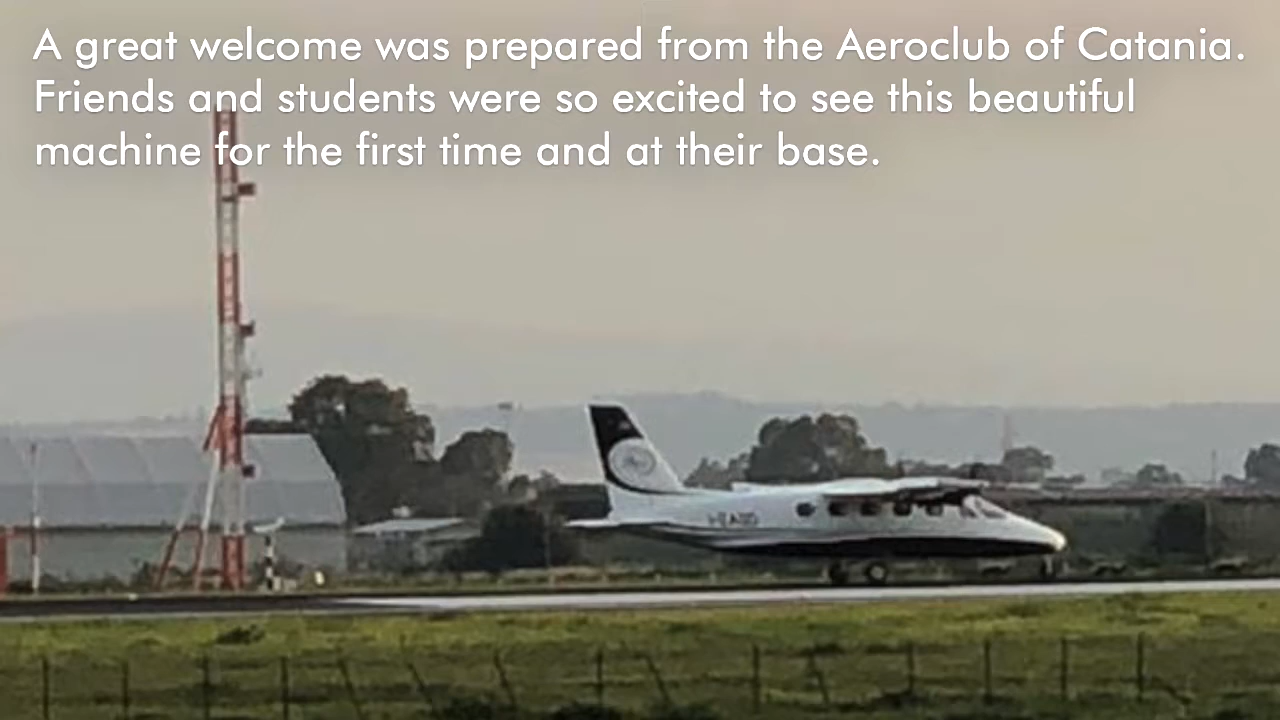 A great welcome was prepared from the Aeroclub of Catania.
Friends and students were so excited to see this beautiful
machine for the first time and at their base.